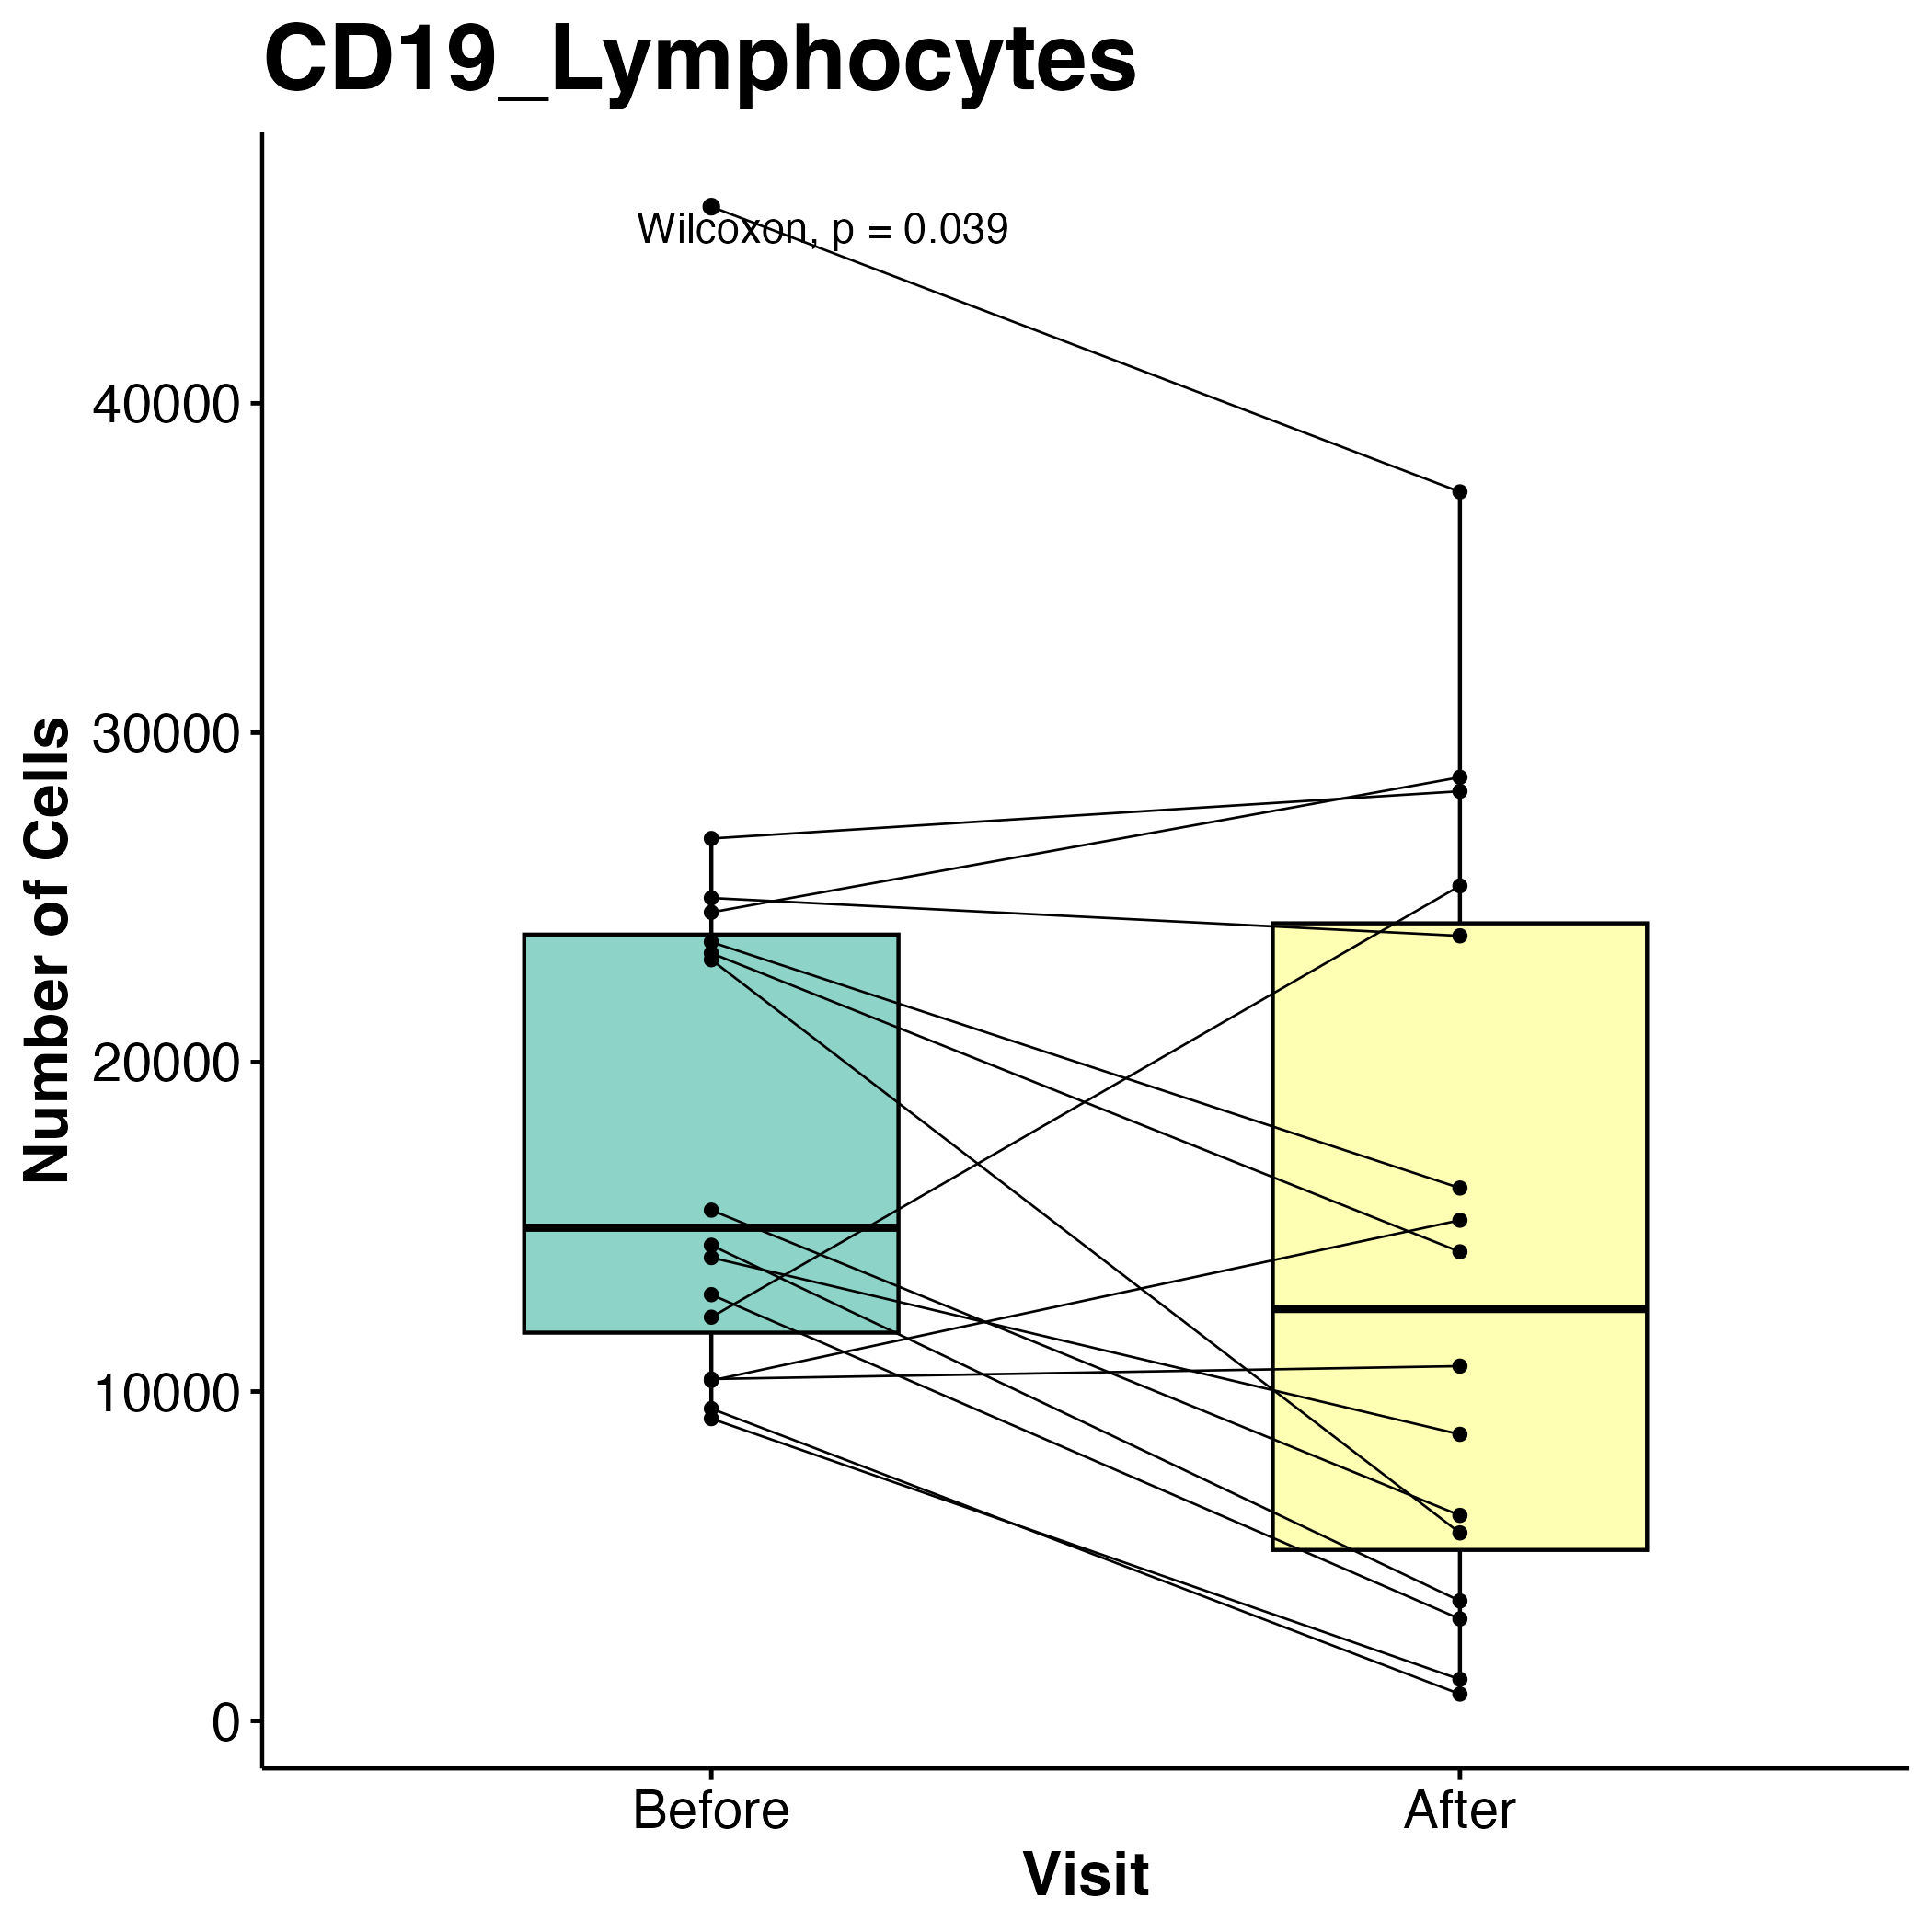 CD19_Lymphocytes
Wilcoxon, p = 0.039
40000
30000
20000
10000
0
Number of Cells
Before
After
Visit